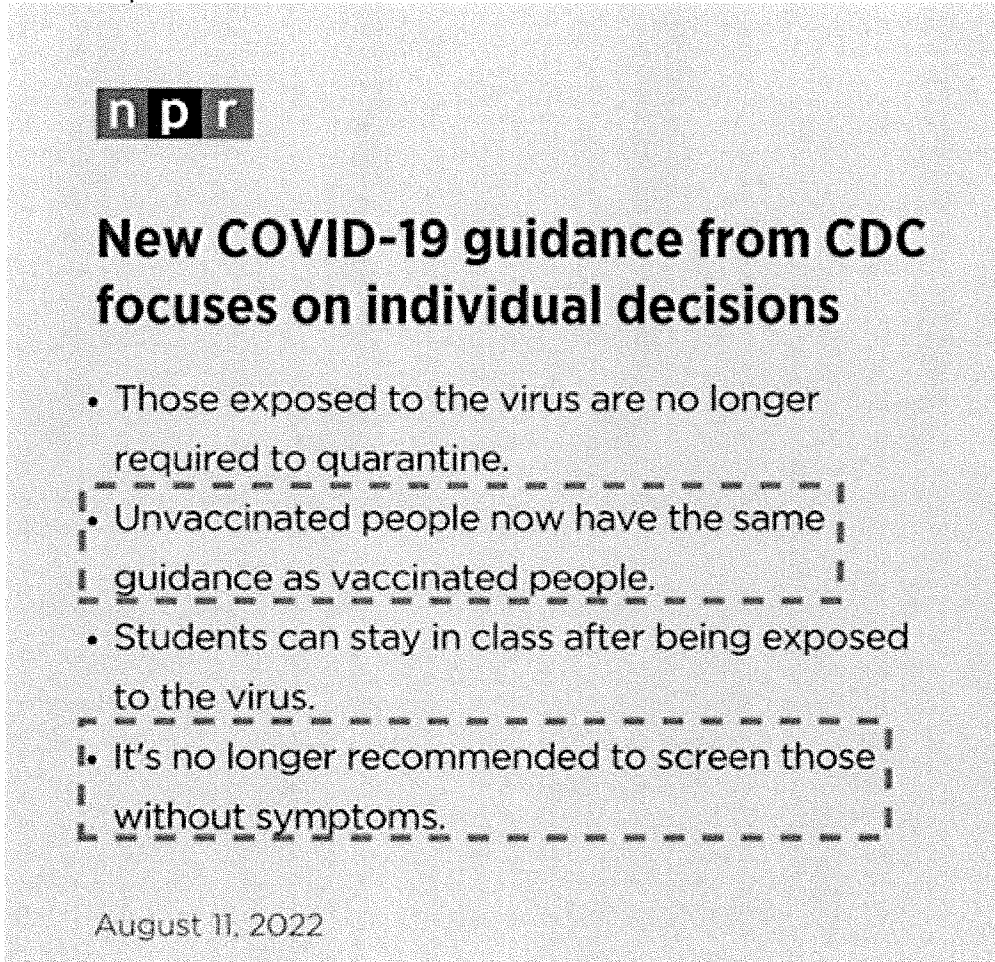 npr
New COVID-19 guidance from CDC
focuses on individual decisions
• Those exposed to the virus are no longer
required to quarantine.
• Unvaccinated people now have the same
guidance as vaccinated people.
• Students can stay in class after being exposed
to the virus.
• It's no longer recommended to screen those
without symptoms.
August 11, 2022